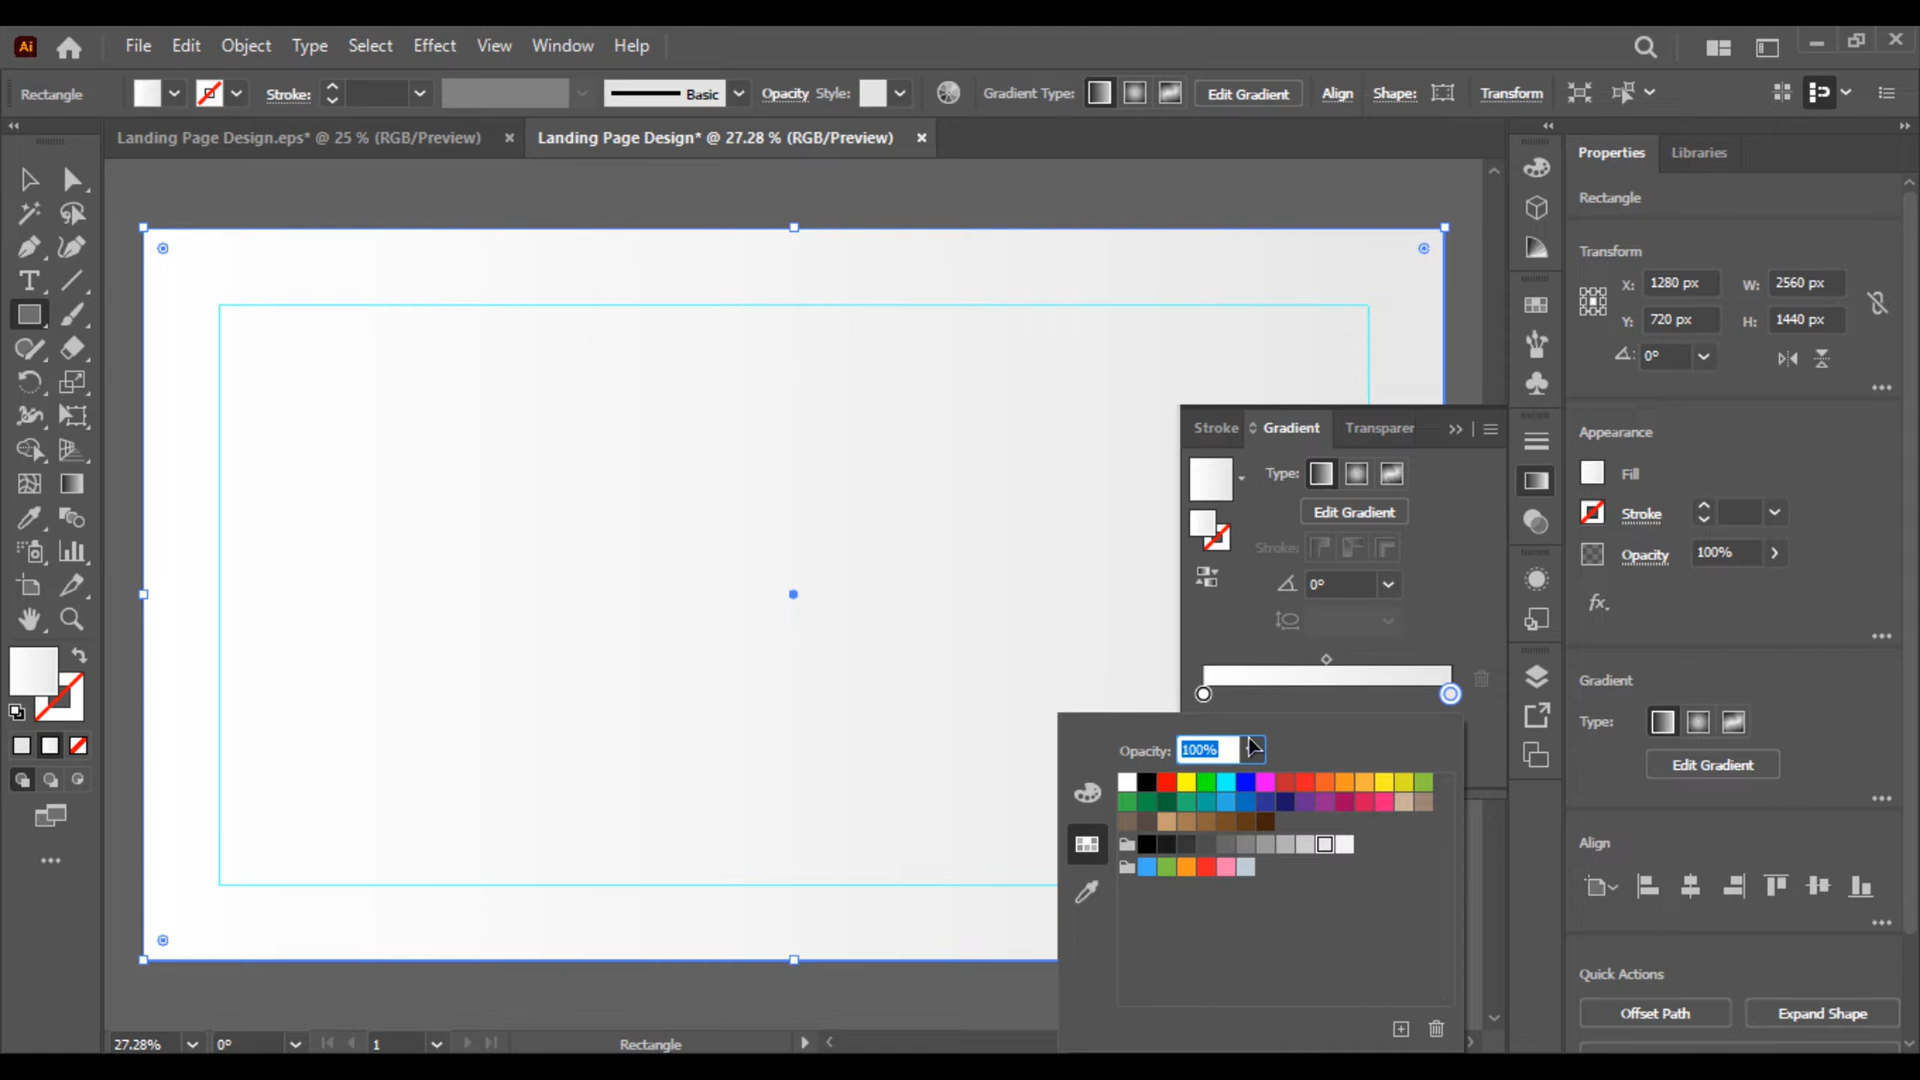 Ai File Edit Object Type Select Effect View Window Help
Rectangle Stroke: Basic Opacity Style: Gradient Type: Edit Gradient Align Shape: Transform
Landing Page Design.eps* @ 25 % (RGB/Preview) Landing Page Design* @ 27.28 % (RGB/Preview)
Properties Libraries
Rectangle
Transform
X: 1280 px W: 2560 px
Y: 720 px H: 1440 px
0°
Appearance
Fill
Stroke
Opacity 100%
fx.
Gradient
Type:
Edit Gradient
Align
Quick Actions
Offset Path Expand Shape
Stroke Gradient Transparer
Type:
Edit Gradient
Stroke:
0°
Opacity: 100%
27.28% 0° 1 Rectangle